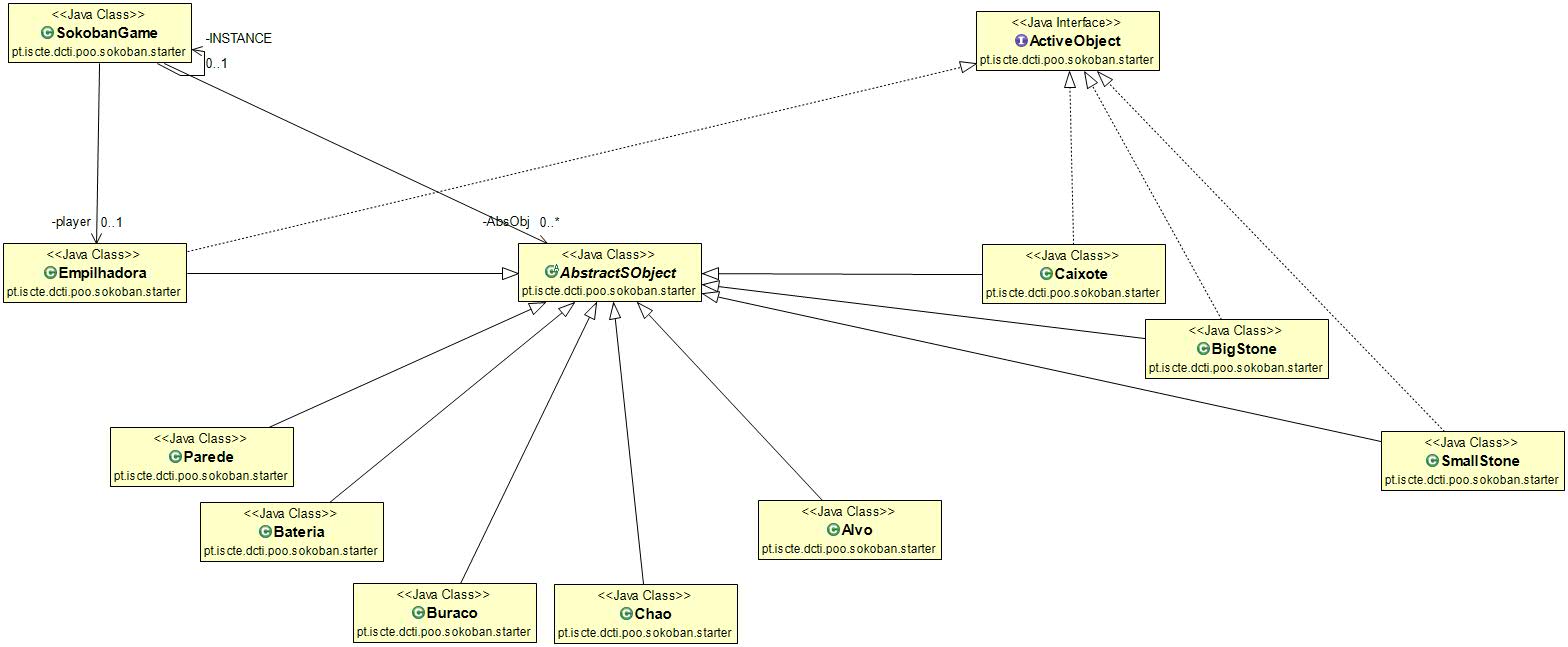 <<Java Class>>
SokobanGame
pt.iscte.dcti.poo.sokoban.starter
-INSTANCE
0..1
<<Java Interface>>
ActiveObject
pt.iscte.dcti.poo.sokoban.starter
-player 0..1
-AbsObj 0..*
<<Java Class>>
Empilhadora
pt.iscte.dcti.poo.sokoban.starter
<<Java Class>>
AbstractSObject
pt.iscte.dcti.poo.sokoban.starter
<<Java Class>>
Caixote
pt.iscte.dcti.poo.sokoban.starter
<<Java Class>>
BigStone
pt.iscte.dcti.poo.sokoban.starter
<<Java Class>>
Parede
pt.iscte.dcti.poo.sokoban.starter
<<Java Class>>
SmallStone
pt.iscte.dcti.poo.sokoban.starter
<<Java Class>>
Bateria
pt.iscte.dcti.poo.sokoban.starter
<<Java Class>>
Alvo
pt.iscte.dcti.poo.sokoban.starter
<<Java Class>>
Buraco
pt.iscte.dcti.poo.sokoban.starter
<<Java Class>>
Chao
pt.iscte.dcti.poo.sokoban.starter